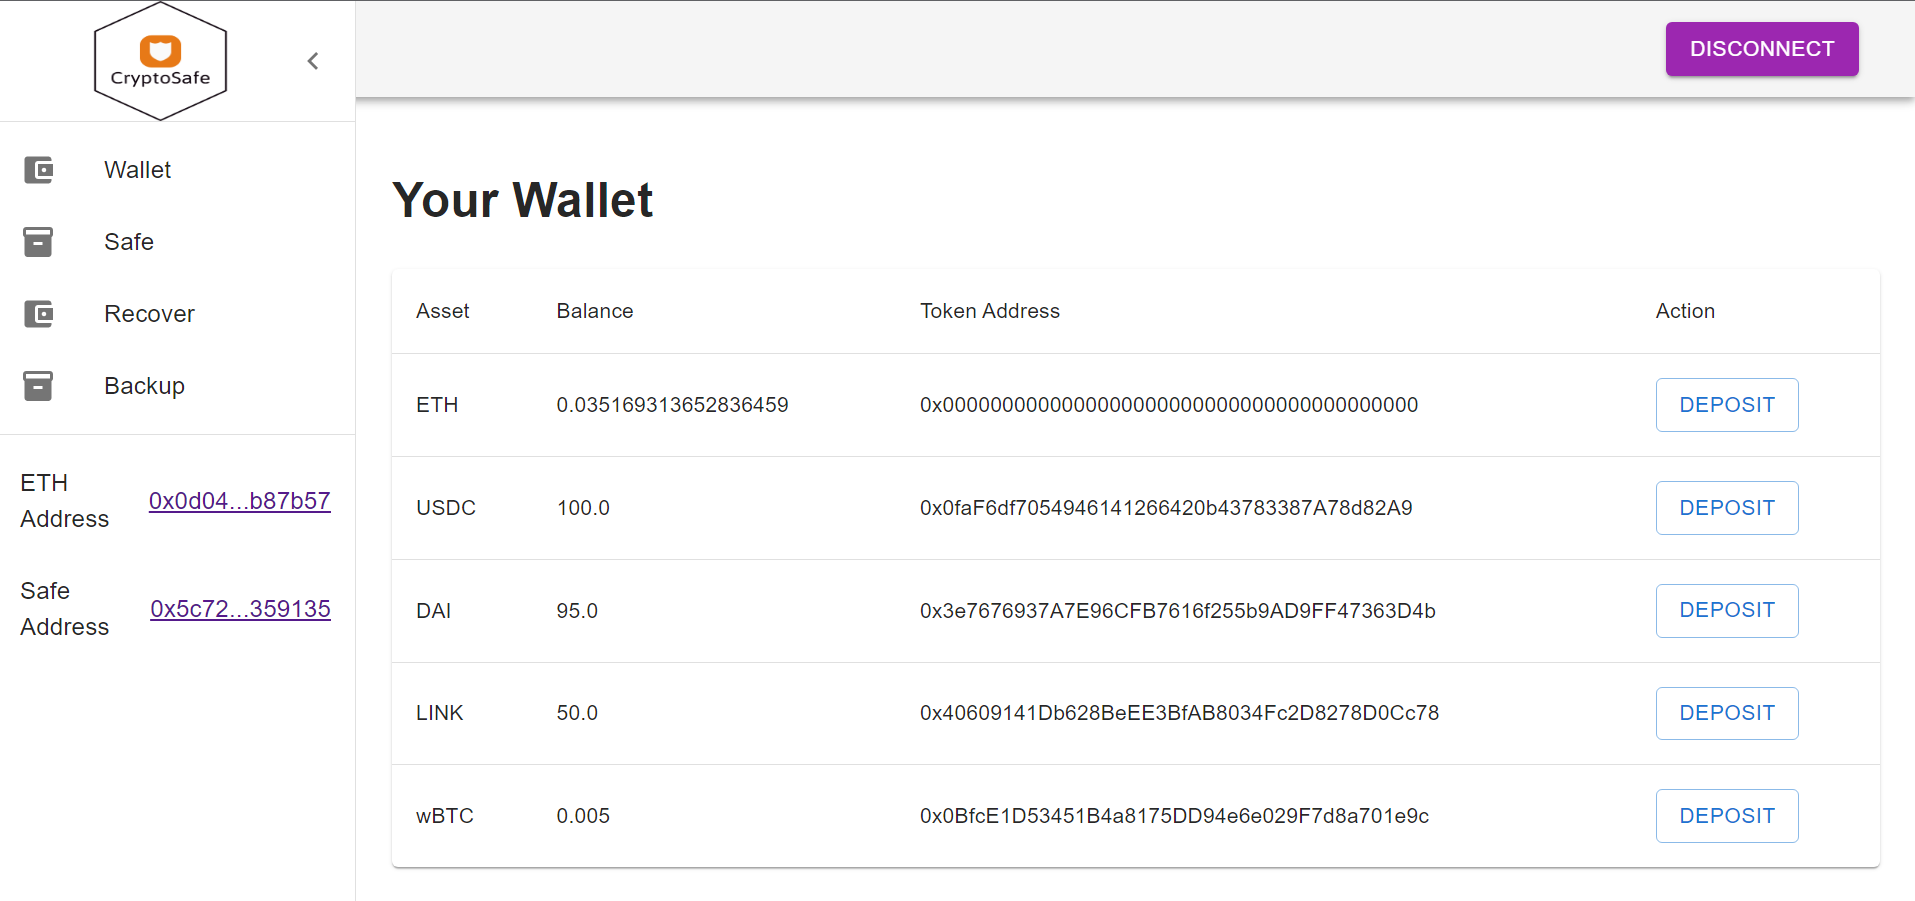 CryptoSafe
DISCONNECT
Wallet
Safe
Recover
Backup
ETH
Address
0x0d04...b87b57
Safe
Address
0x5c72...359135
Your Wallet
Asset Balance Token Address Action
ETH 0.035169313652836459 0x0000000000000000000000000000000000000000 DEPOSIT
USDC 100.0 0x0faF6df7054946141266420b43783387A78d82A9 DEPOSIT
DAI 95.0 0x3e7676937A7E96CFB7616f255b9AD9FF47363D4b DEPOSIT
LINK 50.0 0x40609141Db628BeEE3BfAB8034Fc2D8278D0Cc78 DEPOSIT
wBTC 0.005 0x0BfcE1D53451B4a8175DD94e6e029F7d8a701e9c DEPOSIT